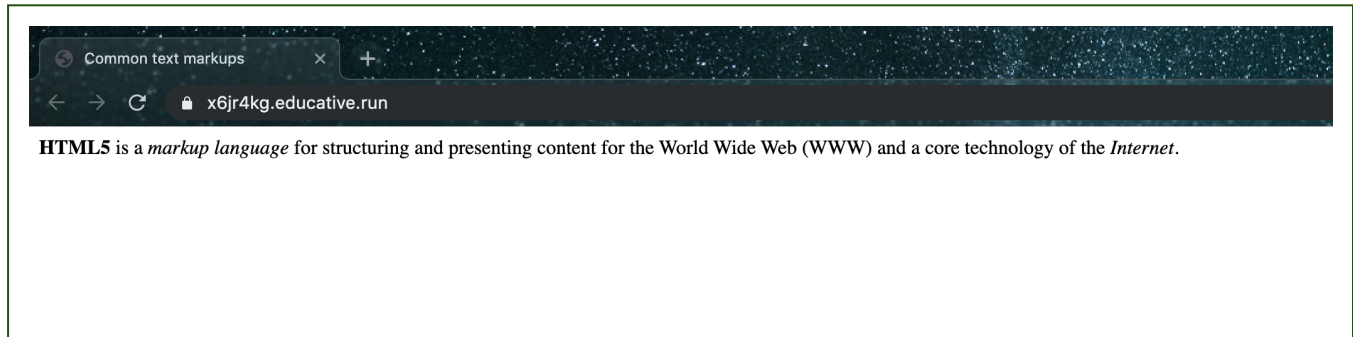 Common text markups
x6jr4kg.educative.run
HTML5 is a markup language for structuring and presenting content for the World Wide Web (WWW) and a core technology of the Internet.